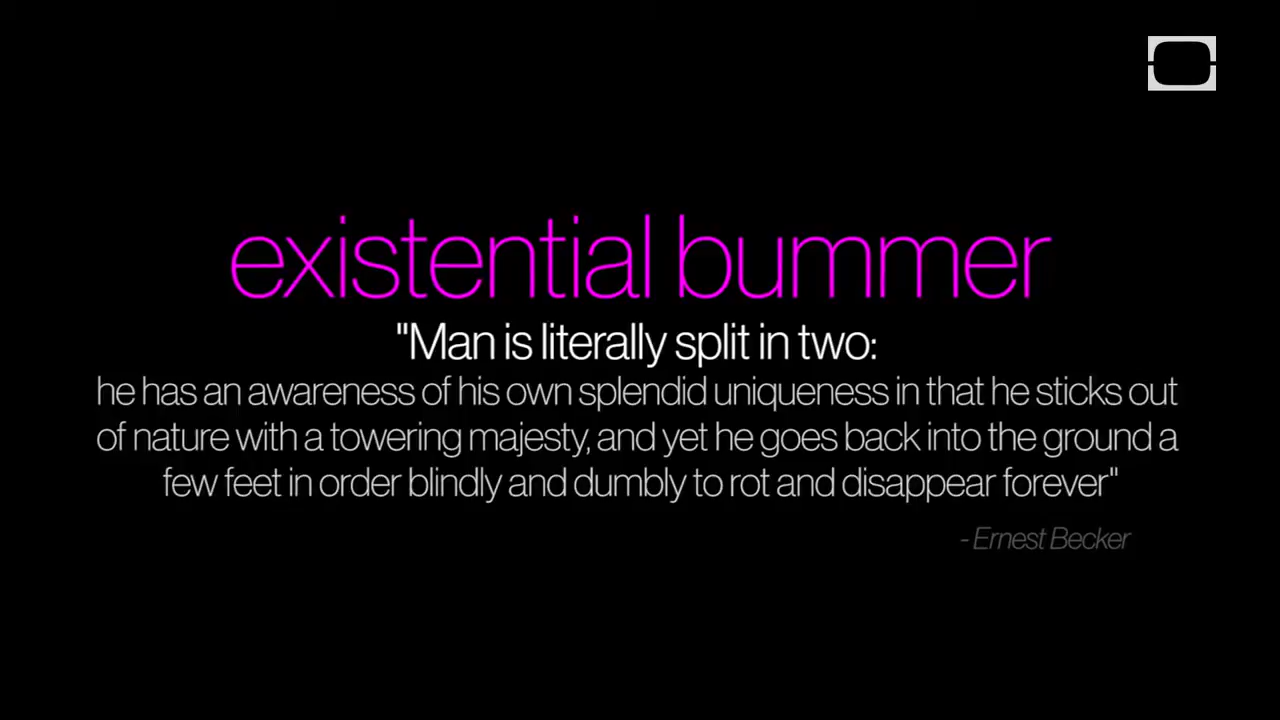 existential bummer
"Man is literally split in two:
he has an awareness of his own splendid uniqueness in that he sticks out
of nature with a towering majesty, and yet he goes back into the ground a
few feet in order blindly and dumbly to rot and disappear forever"
- Ernest Becker